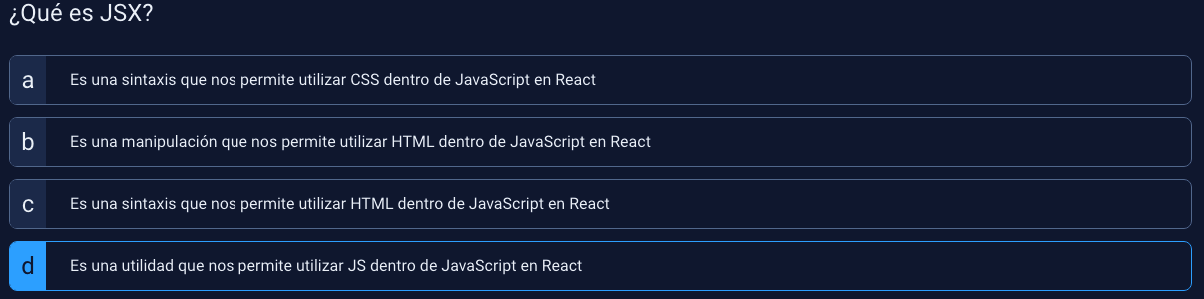 ¿Qué es JSX?
a Es una sintaxis que nos permite utilizar CSS dentro de JavaScript en React
b Es una manipulación que nos permite utilizar HTML dentro de JavaScript en React
c Es una sintaxis que nos permite utilizar HTML dentro de JavaScript en React
d Es una utilidad que nos permite utilizar JS dentro de JavaScript en React